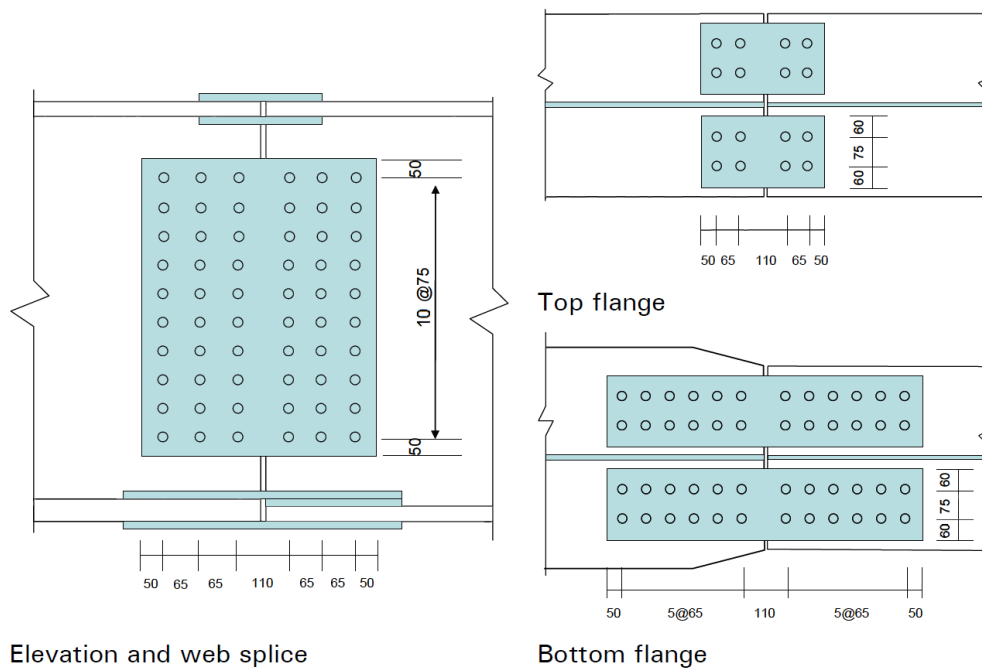 50
10 @75
50
50 65 65 110 65 65 50
Elevation and web splice
60
75
60
50 65 110 65 50
Top flange
60
75
60
50 5@65 110 5@65 50
Bottom flange